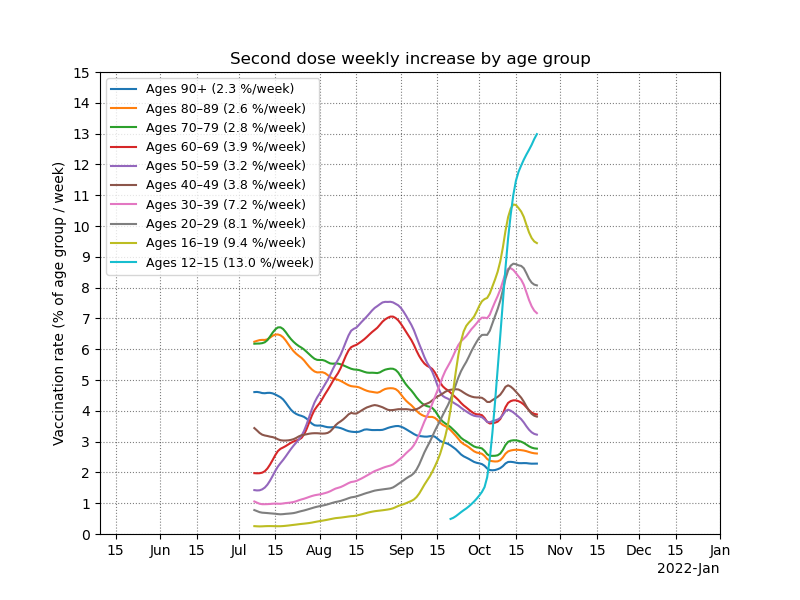 Second dose weekly increase by age group
Vaccination rate (% of age group / week)
15
14
13
12
11
10
9
8
7
6
5
4
3
2
1
0
Ages 90+ (2.3 %/week)
Ages 80–89 (2.6 %/week)
Ages 70–79 (2.8 %/week)
Ages 60–69 (3.9 %/week)
Ages 50–59 (3.2 %/week)
Ages 40–49 (3.8 %/week)
Ages 30–39 (7.2 %/week)
Ages 20–29 (8.1 %/week)
Ages 16–19 (9.4 %/week)
Ages 12–15 (13.0 %/week)
15 Jun 15 Jul 15 Aug 15 Sep 15 Oct 15 Nov 15 Dec 15 Jan
2022-Jan